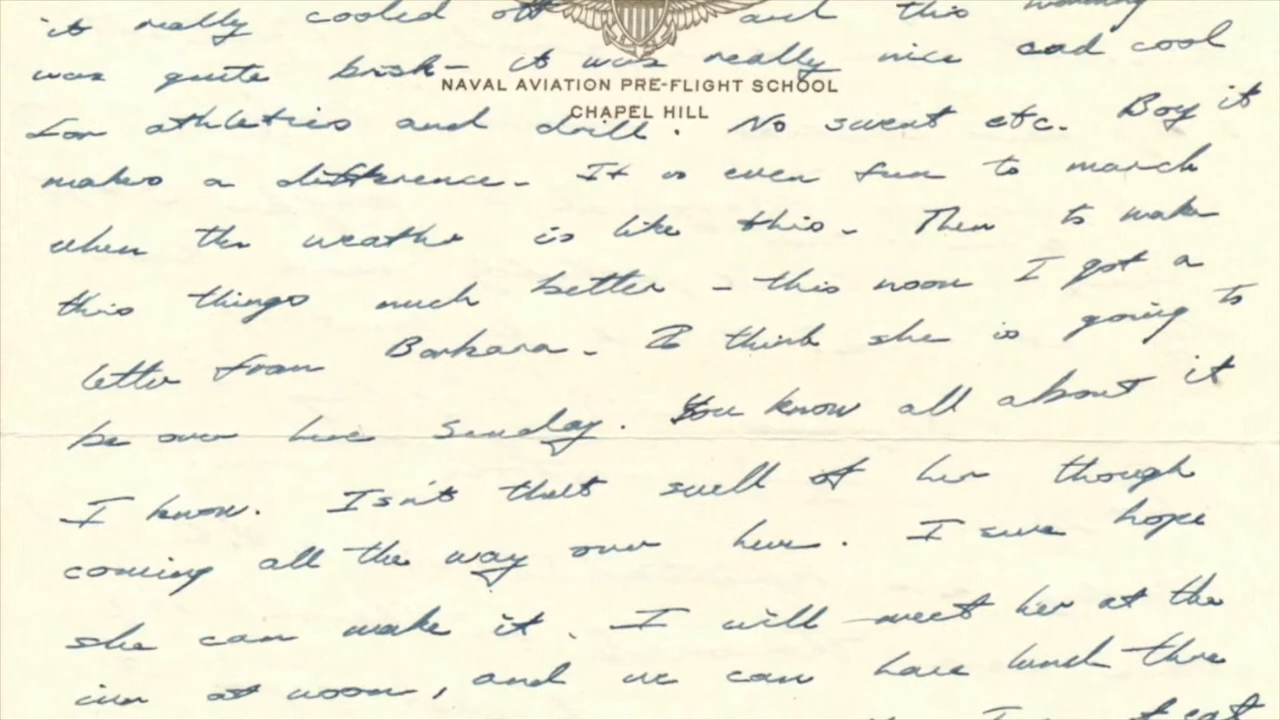 it really cooled off and this morning
was quite brisk - it was really nice and cool
NAVAL AVIATION PRE-FLIGHT SCHOOL
CHAPEL HILL
for athletics and drill. No sweat etc. Boy it
makes a difference. It is even fun to march
when the weather is like this. Then to make
this things much better - this noon I got a
letter from Barbara. I think she is going to
be over here Sunday. You know all about it
I know. Isn't that swell of her though
coming all the way over here. I sure hope
she can make it. I will meet her at the
inn at noon, and we can have lunch there
I eat